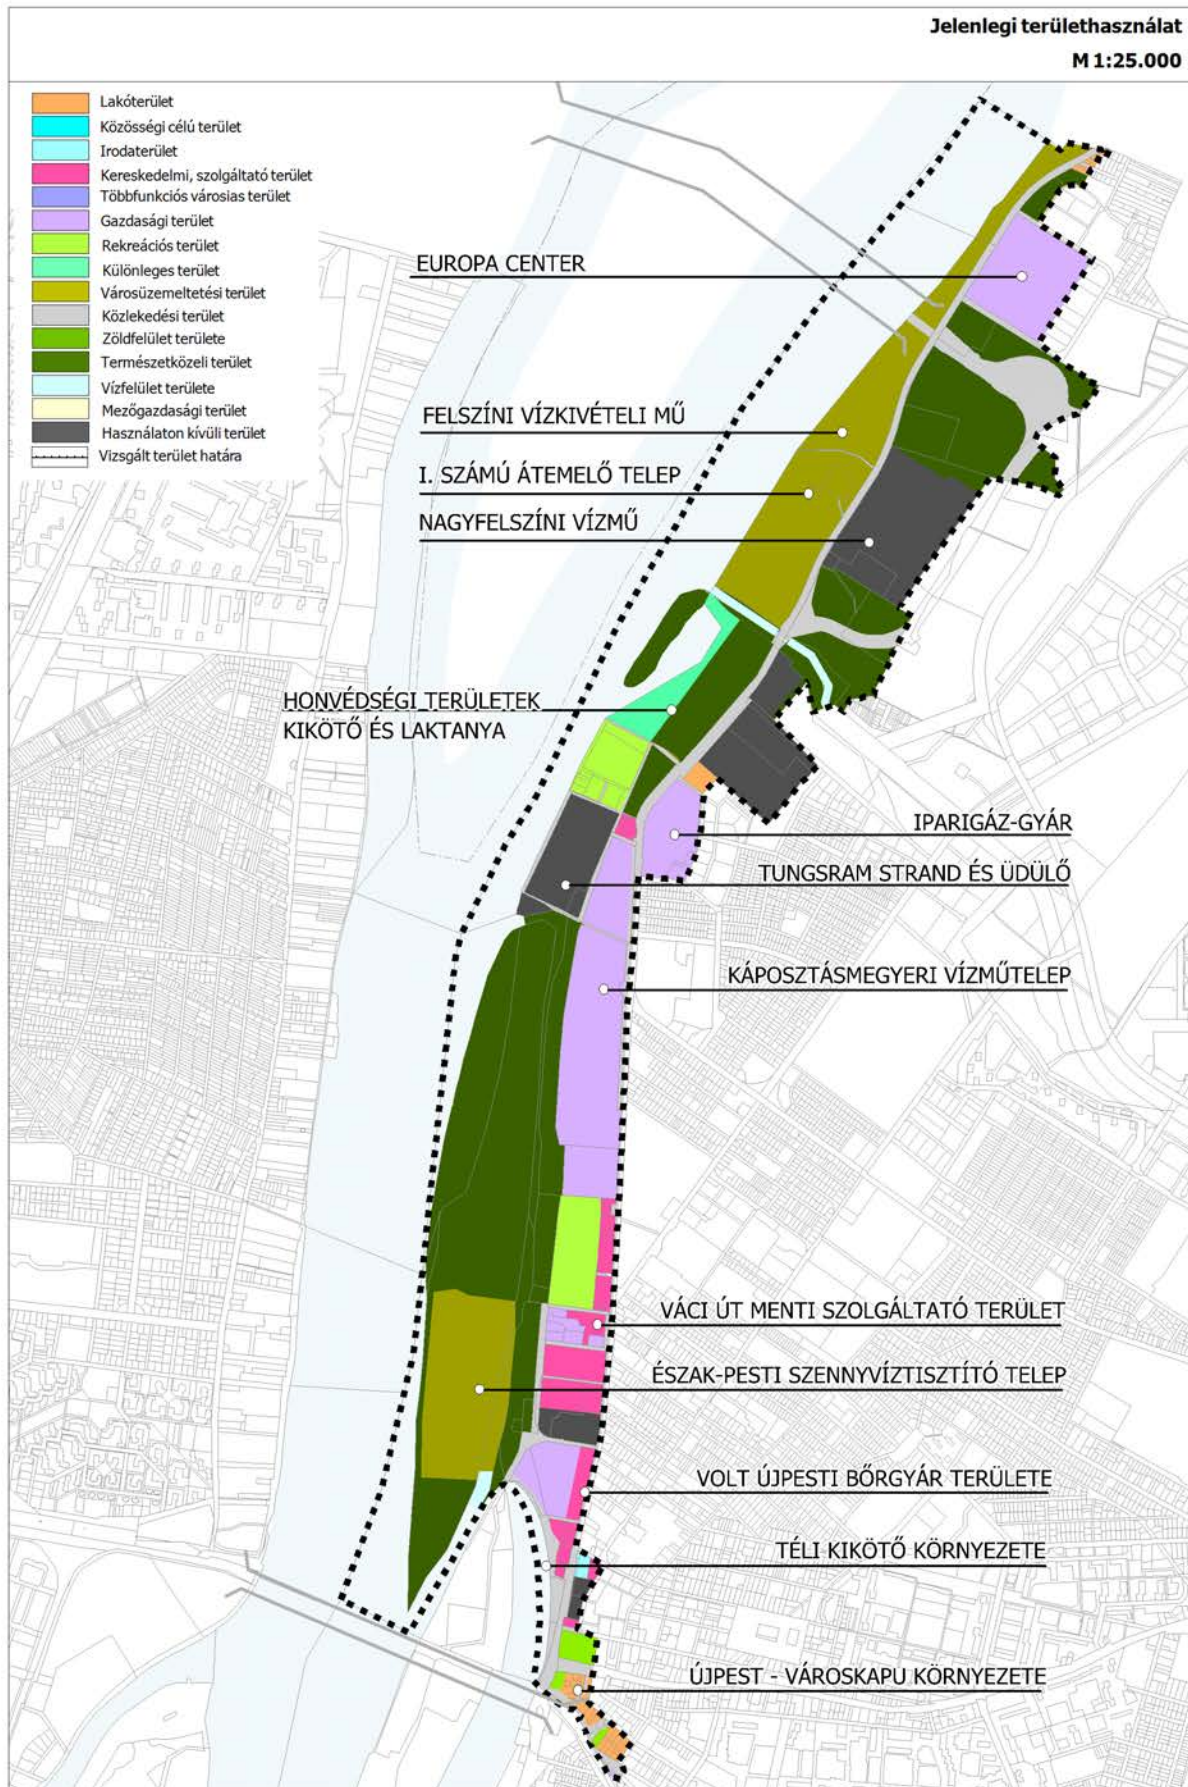 Jelenlegi területhasználat
M 1:25.000
Lakóterület
Közösségi célú terület
Irodaterület
Kereskedelmi, szolgáltató terület
Többfunkciós városias terület
Gazdasági terület
Rekreációs terület
Különleges terület
Városüzemeltetési terület
Közlekedési terület
Zöldfelület területe
Természetközeli terület
Vízfelület területe
Mezőgazdasági terület
Használaton kívüli terület
Vizsgált terület határa
EUROPA CENTER
FELSZÍNI VÍZKIVÉTELI MŰ
I. SZÁMÚ ÁTEMELŐ TELEP
NAGYFELSZÍNI VÍZMŰ
HONVÉDSÉGI TERÜLETEK
KIKÖTŐ ÉS LAKTANYA
IPARIGÁZ-GYÁR
TUNGSRAM STRAND ÉS ÜDÜLŐ
KÁPOSZTÁSMEGYERI VÍZMŰTELEP
VÁCI ÚT MENTI SZOLGÁLTATÓ TERÜLET
ÉSZAK-PESTI SZENNYVÍZTISZTÍTÓ TELEP
VOLT ÚJPESTI BŐRGYÁR TERÜLETE
TÉLI KIKÖTŐ KÖRNYEZETE
ÚJPEST - VÁROSKAPU KÖRNYEZETE